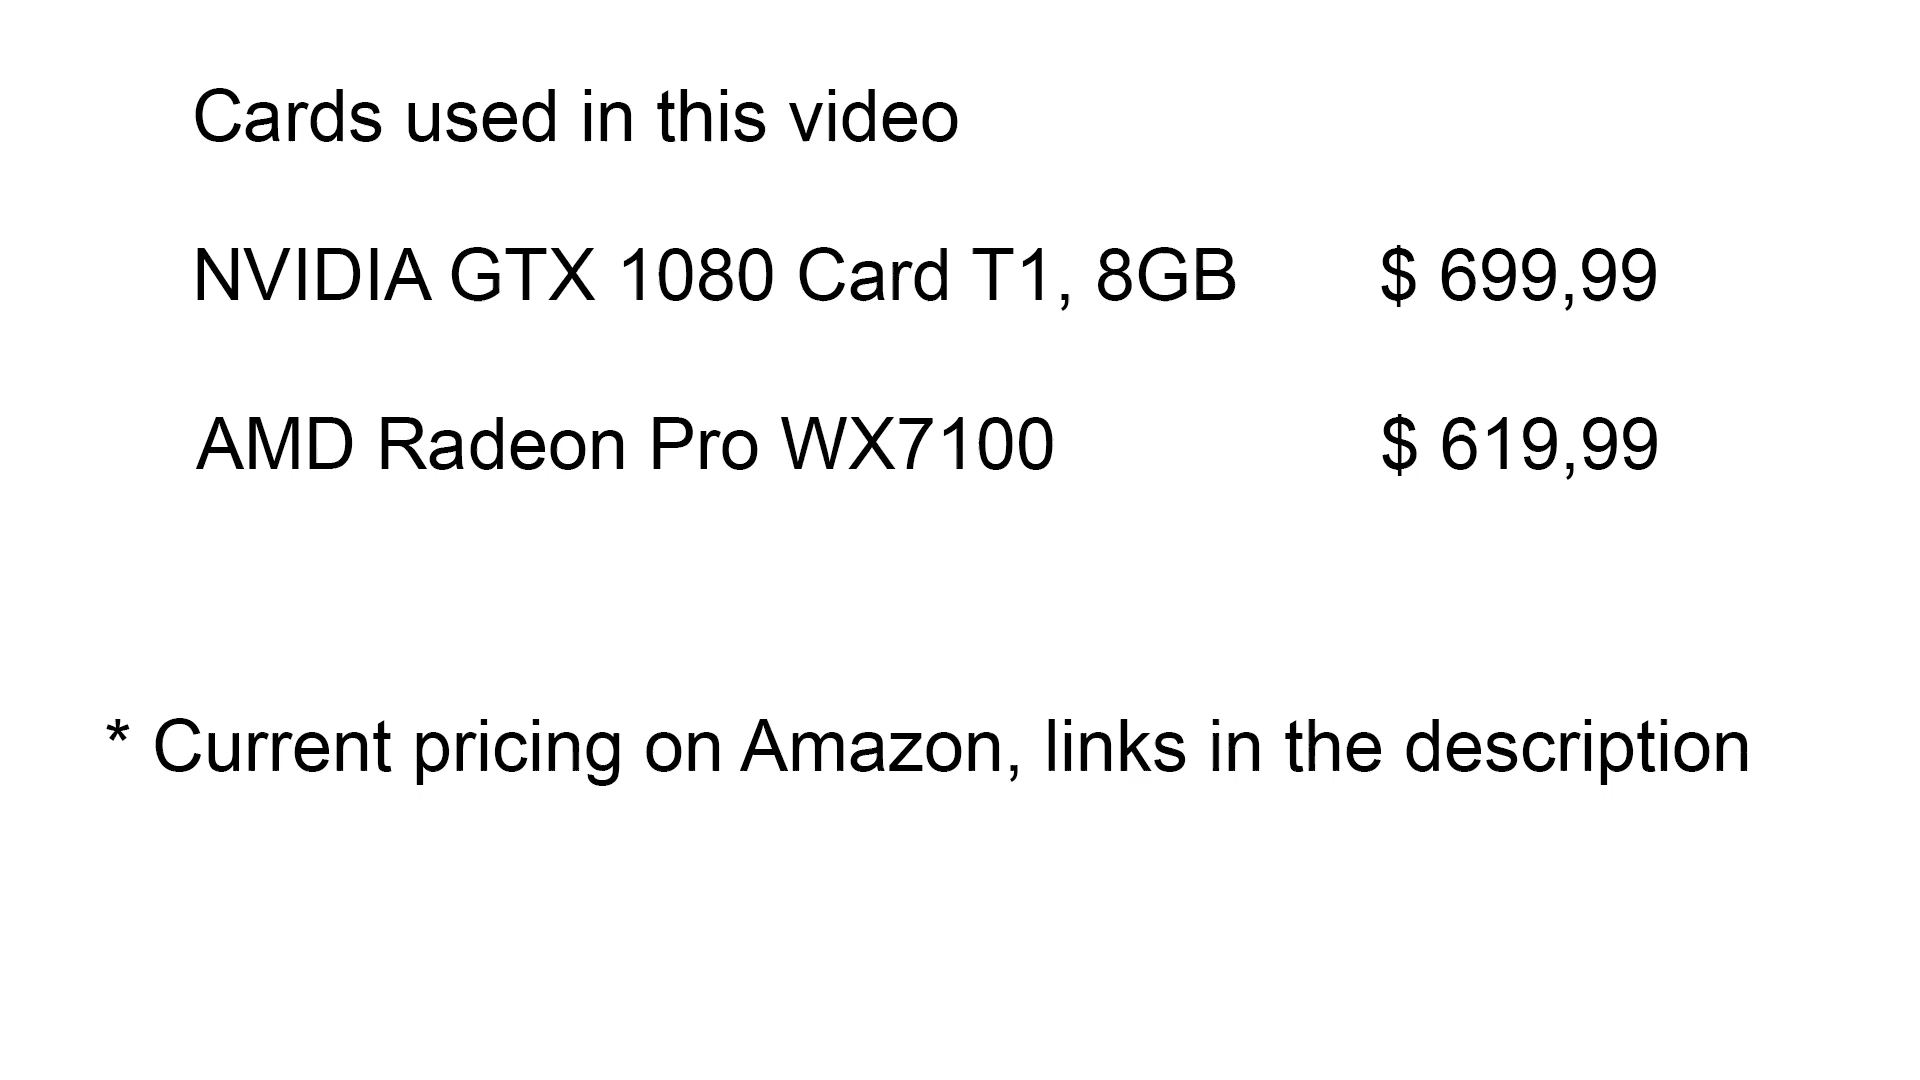 Cards used in this video
NVIDIA GTX 1080 Card T1, 8GB $ 699,99
AMD Radeon Pro WX7100 $ 619,99
* Current pricing on Amazon, links in the description